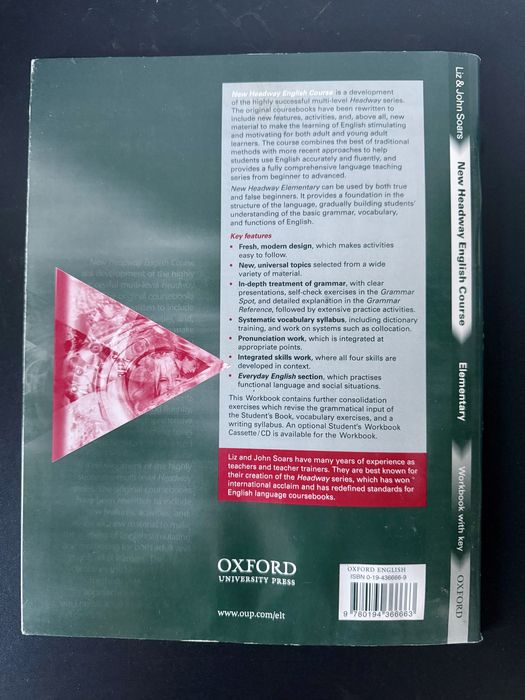 New Headway English Course is a development
of the highly successful multi-level Headway series.
The original coursebooks have been rewritten to
include new features, activities, and, above all, new
material to make the learning of English stimulating
and motivating for both adult and young adult
learners. The course combines the best of traditional
methods with more recent approaches to help
students use English accurately and fluently, and
provides a fully comprehensive language teaching
series from beginner to advanced.
New Headway Elementary can be used by both true
and false beginners. It provides a foundation in the
structure of the language, gradually building students'
understanding of the basic grammar, vocabulary,
and functions of English.
Key features
• Fresh, modern design, which makes activities
easy to follow.
• New, universal topics selected from a wide
variety of material.
• In-depth treatment of grammar, with clear
presentations, self-check exercises in the Grammar
Spot, and detailed explanation in the Grammar
Reference, followed by extensive practice activities.
• Systematic vocabulary syllabus, including dictionary
training, and work on systems such as collocation.
• Pronunciation work, which is integrated at
appropriate points.
• Integrated skills work, where all four skills are
developed in context.
• Everyday English section, which practises
functional language and social situations.
This Workbook contains further consolidation
exercises which revise the grammatical input of
the Student's Book, vocabulary exercises, and a
writing syllabus. An optional Student's Workbook
Cassette/CD is available for the Workbook.
Liz and John Soars have many years of experience as
teachers and teacher trainers. They are best known for
their creation of the Headway series, which has won
international acclaim and has redefined standards for
English language coursebooks.
OXFORD
UNIVERSITY PRESS
www.oup.com/elt
OXFORD ENGLISH
ISBN 0-19-436666-9
9 780194 366663
Liz & John Soars New Headway English Course Elementary Workbook with key OXFORD